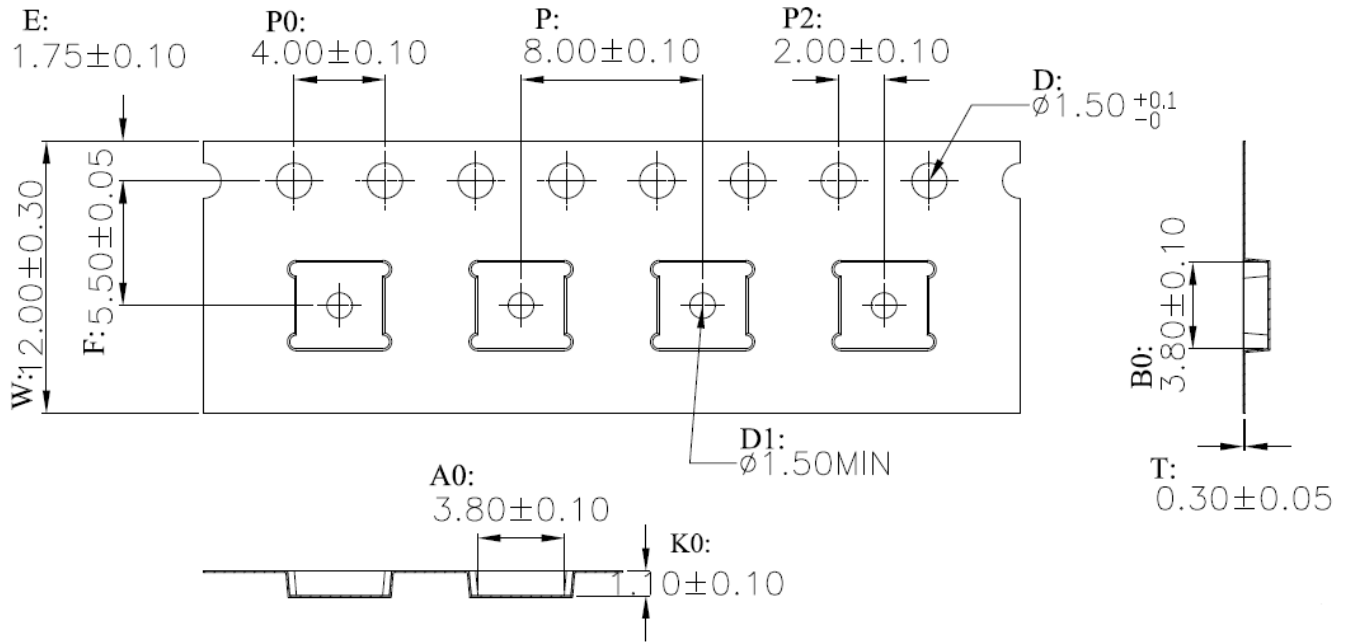 E:
1.75±0.10
P0:
4.00±0.10
P:
8.00±0.10
P2:
2.00±0.10
D:
⌀1.50 +0.1
-0
W:12.00±0.30
F:5.50±0.05
B0:
3.80±0.10
D1:
⌀1.50MIN
T:
0.30±0.05
A0:
3.80±0.10
K0:
1.10±0.10